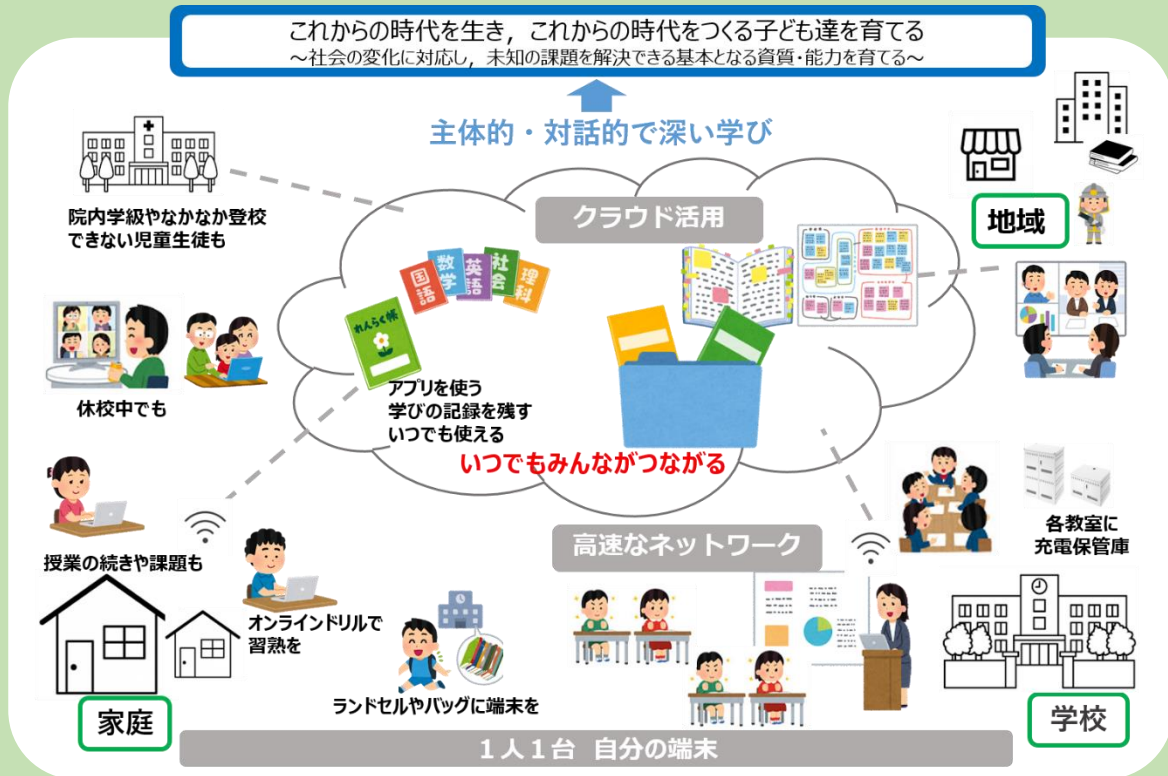 これからの時代を生き，これからの時代をつくる子ども達を育てる
～社会の変化に対応し，未知の課題を解決できる基本となる資質・能力を育てる～
主体的・対話的で深い学び
院内学級やなかなか登校
できない児童生徒も
クラウド活用
地域
国語
数学
英語
社会
理科
れんらく帳
休校中でも
アプリを使う
学びの記録を残す
いつでも使える
いつでもみんながつながる
授業の続きや課題も
高速なネットワーク
各教室に
充電保管庫
オンラインドリルで
習熟を
ランドセルやバッグに端末を
家庭
学校
１人１台 自分の端末